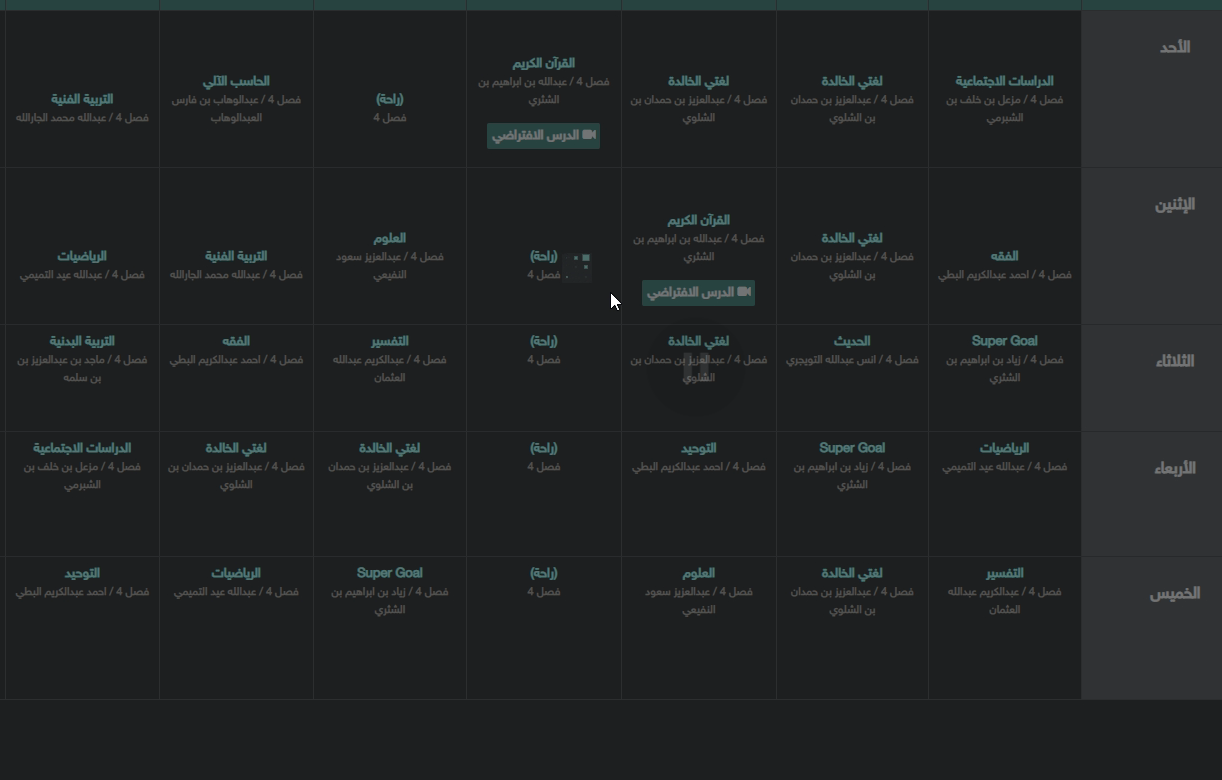 الأحد
الدراسات الاجتماعية
فصل 4 / مزعل بن خلف بن
الشبرمي
لغتي الخالدة
فصل 4 / عبدالعزيز بن حمدان
بن الشلوي
لغتي الخالدة
فصل 4 / عبدالعزيز بن حمدان بن
الشلوي
القرآن الكريم
فصل 4 / عبدالله بن ابراهيم بن
الشثري
الدرس الافتراضي
(راحة)
فصل 4
الحاسب الآلي
فصل 4 / عبدالوهاب بن فارس
العبدالوهاب
التربية الفنية
فصل 4 / عبدالله محمد الجارالله
الإثنين
الفقه
فصل 4 / احمد عبدالكريم البطي
لغتي الخالدة
فصل 4 / عبدالعزيز بن حمدان
بن الشلوي
القرآن الكريم
فصل 4 / عبدالله بن ابراهيم بن
الشثري
الدرس الافتراضي
(راحة)
فصل 4
العلوم
فصل 4 / عبدالعزيز سعود
النفيعي
التربية الفنية
فصل 4 / عبدالله محمد الجارالله
الرياضيات
فصل 4 / عبدالله عيد التميمي
الثلاثاء
Super Goal
فصل 4 / زياد بن ابراهيم بن
الشثري
الحديث
فصل 4 / انس عبدالله التويجري
لغتي الخالدة
فصل 4 / عبدالعزيز بن حمدان بن
الشلوي
(راحة)
فصل 4
التفسير
فصل 4 / عبدالكريم عبدالله
العثمان
الفقه
فصل 4 / احمد عبدالكريم البطي
التربية البدنية
فصل 4 / ماجد بن عبدالعزيز بن
بن سلمه
الأربعاء
الرياضيات
فصل 4 / عبدالله عيد التميمي
Super Goal
فصل 4 / زياد بن ابراهيم بن
الشثري
التوحيد
فصل 4 / احمد عبدالكريم البطي
(راحة)
فصل 4
لغتي الخالدة
فصل 4 / عبدالعزيز بن حمدان
بن الشلوي
لغتي الخالدة
فصل 4 / عبدالعزيز بن حمدان بن
الشلوي
الدراسات الاجتماعية
فصل 4 / مزعل بن خلف بن
الشبرمي
الخميس
التفسير
فصل 4 / عبدالكريم عبدالله
العثمان
لغتي الخالدة
فصل 4 / عبدالعزيز بن حمدان
بن الشلوي
العلوم
فصل 4 / عبدالعزيز سعود
النفيعي
(راحة)
فصل 4
Super Goal
فصل 4 / زياد بن ابراهيم بن
الشثري
الرياضيات
فصل 4 / عبدالله عيد التميمي
التوحيد
فصل 4 / احمد عبدالكريم البطي